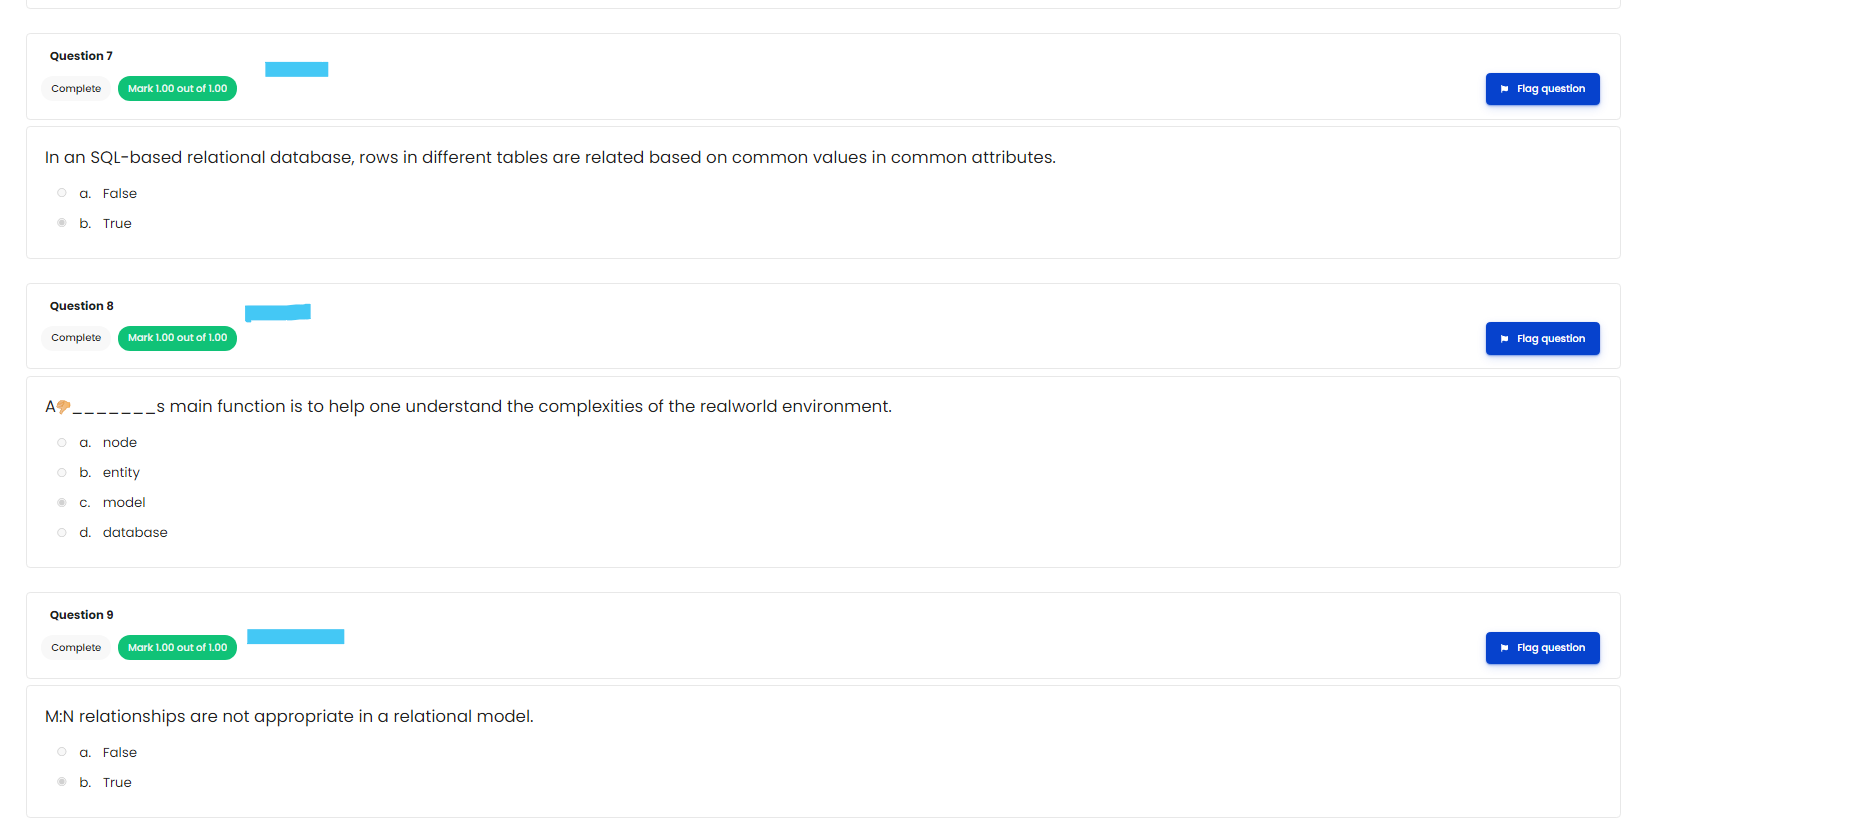 Question 7
Complete Mark 1.00 out of 1.00
Flag question
In an SQL-based relational database, rows in different tables are related based on common values in common attributes.
a. False
b. True
Question 8
Complete Mark 1.00 out of 1.00
Flag question
A👎🏼_______s main function is to help one understand the complexities of the realworld environment.
a. node
b. entity
c. model
d. database
Question 9
Complete Mark 1.00 out of 1.00
Flag question
M:N relationships are not appropriate in a relational model.
a. False
b. True